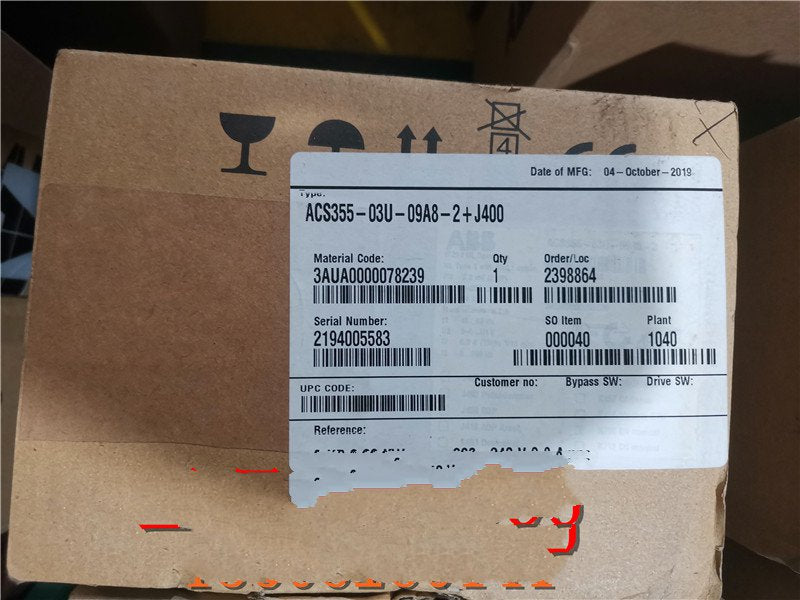 4
Date of MFG: 04-October-2019
Type:
ACS355-03U-09A8-2+J400
Material Code: Qty Order/Loc
3AUA0000078239 1 2398864
Serial Number: SO Item Plant
2194005583 000040 1040
UPC CODE: Customer no: Bypass SW: Drive SW:
Reference: